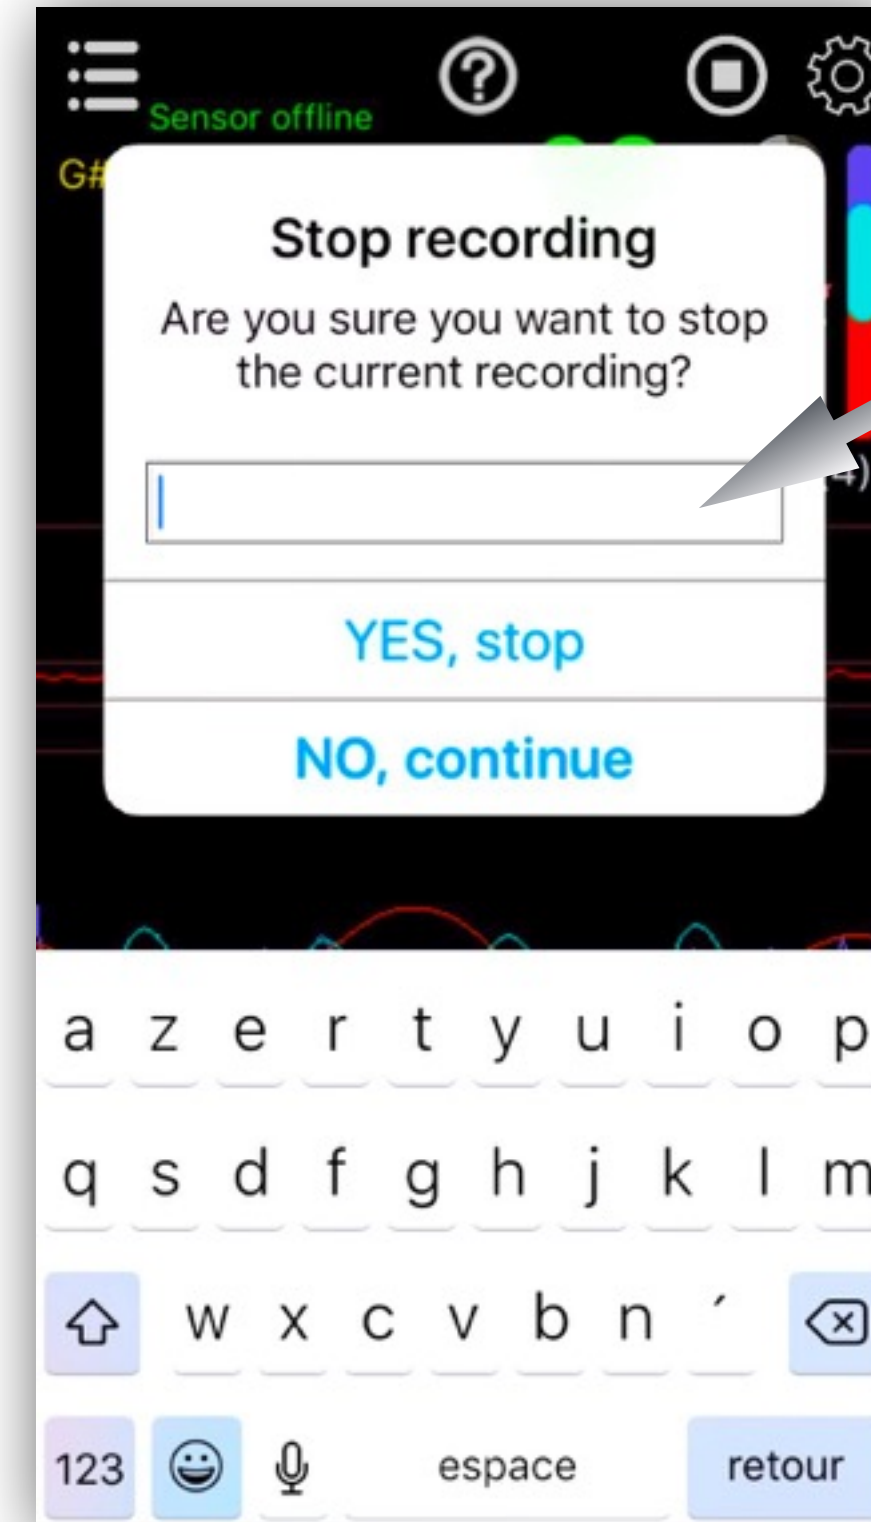 Sensor offline
G#
Stop recording
Are you sure you want to stop
the current recording?
4)
YES, stop
NO, continue
a z e r t y u i o p
q s d f g h j k l m
w x c v b n ´
123 espace retour